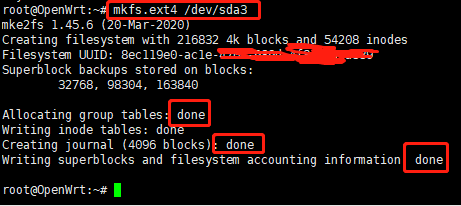 root@OpenWrt:~# mkfs.ext4 /dev/sda3
mke2fs 1.45.6 (20-Mar-2020)
Creating filesystem with 216832 4k blocks and 54208 inodes
Filesystem UUID: 8ec119e0-ac1e-
Superblock backups stored on blocks:
32768, 98304, 163840
Allocating group tables: done
Writing inode tables: done
Creating journal (4096 blocks): done
Writing superblocks and filesystem accounting information: done
root@OpenWrt:~#